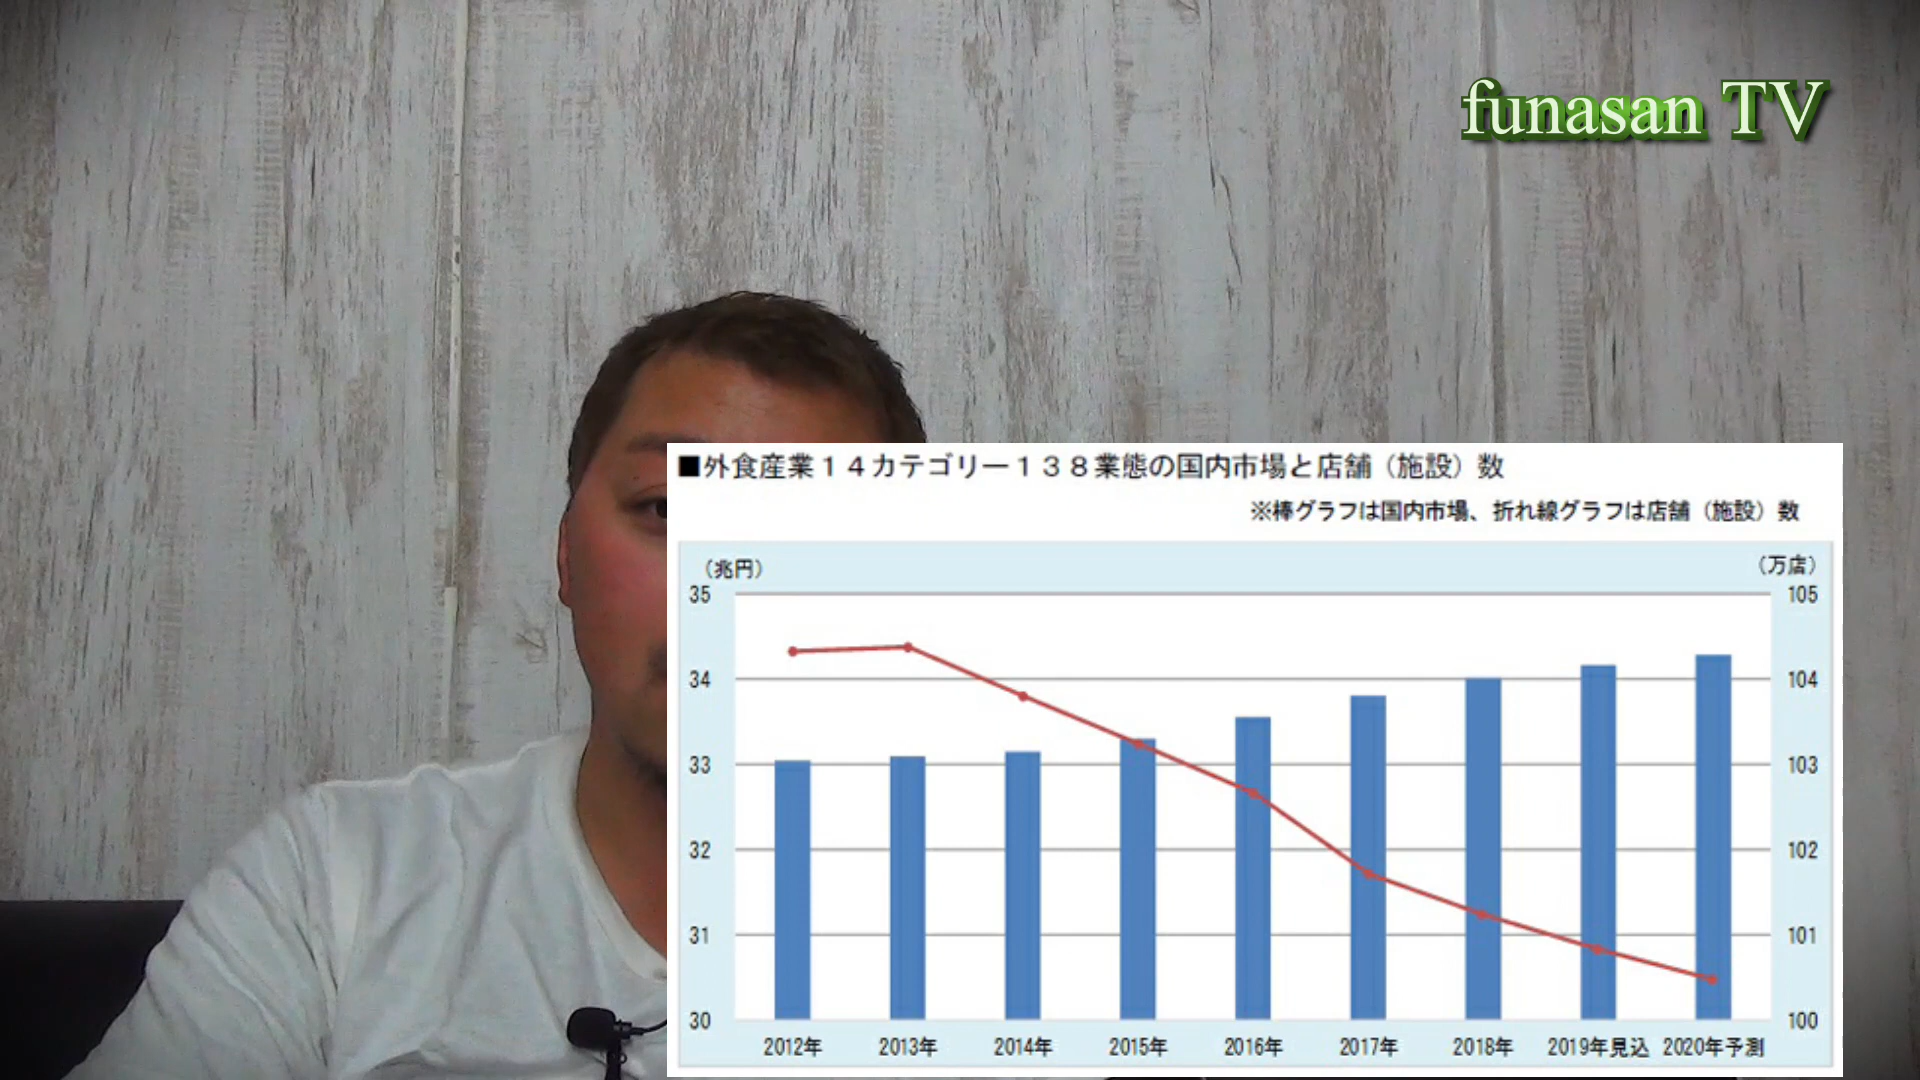 funasan TV
■外食産業１４カテゴリー１３８業態の国内市場と店舗（施設）数
※棒グラフは国内市場、折れ線グラフは店舗（施設）数
（兆円） （万店）
35 105
34 104
33 103
32 102
31 101
30 100
2012年 2013年 2014年 2015年 2016年 2017年 2018年 2019年見込 2020年予測